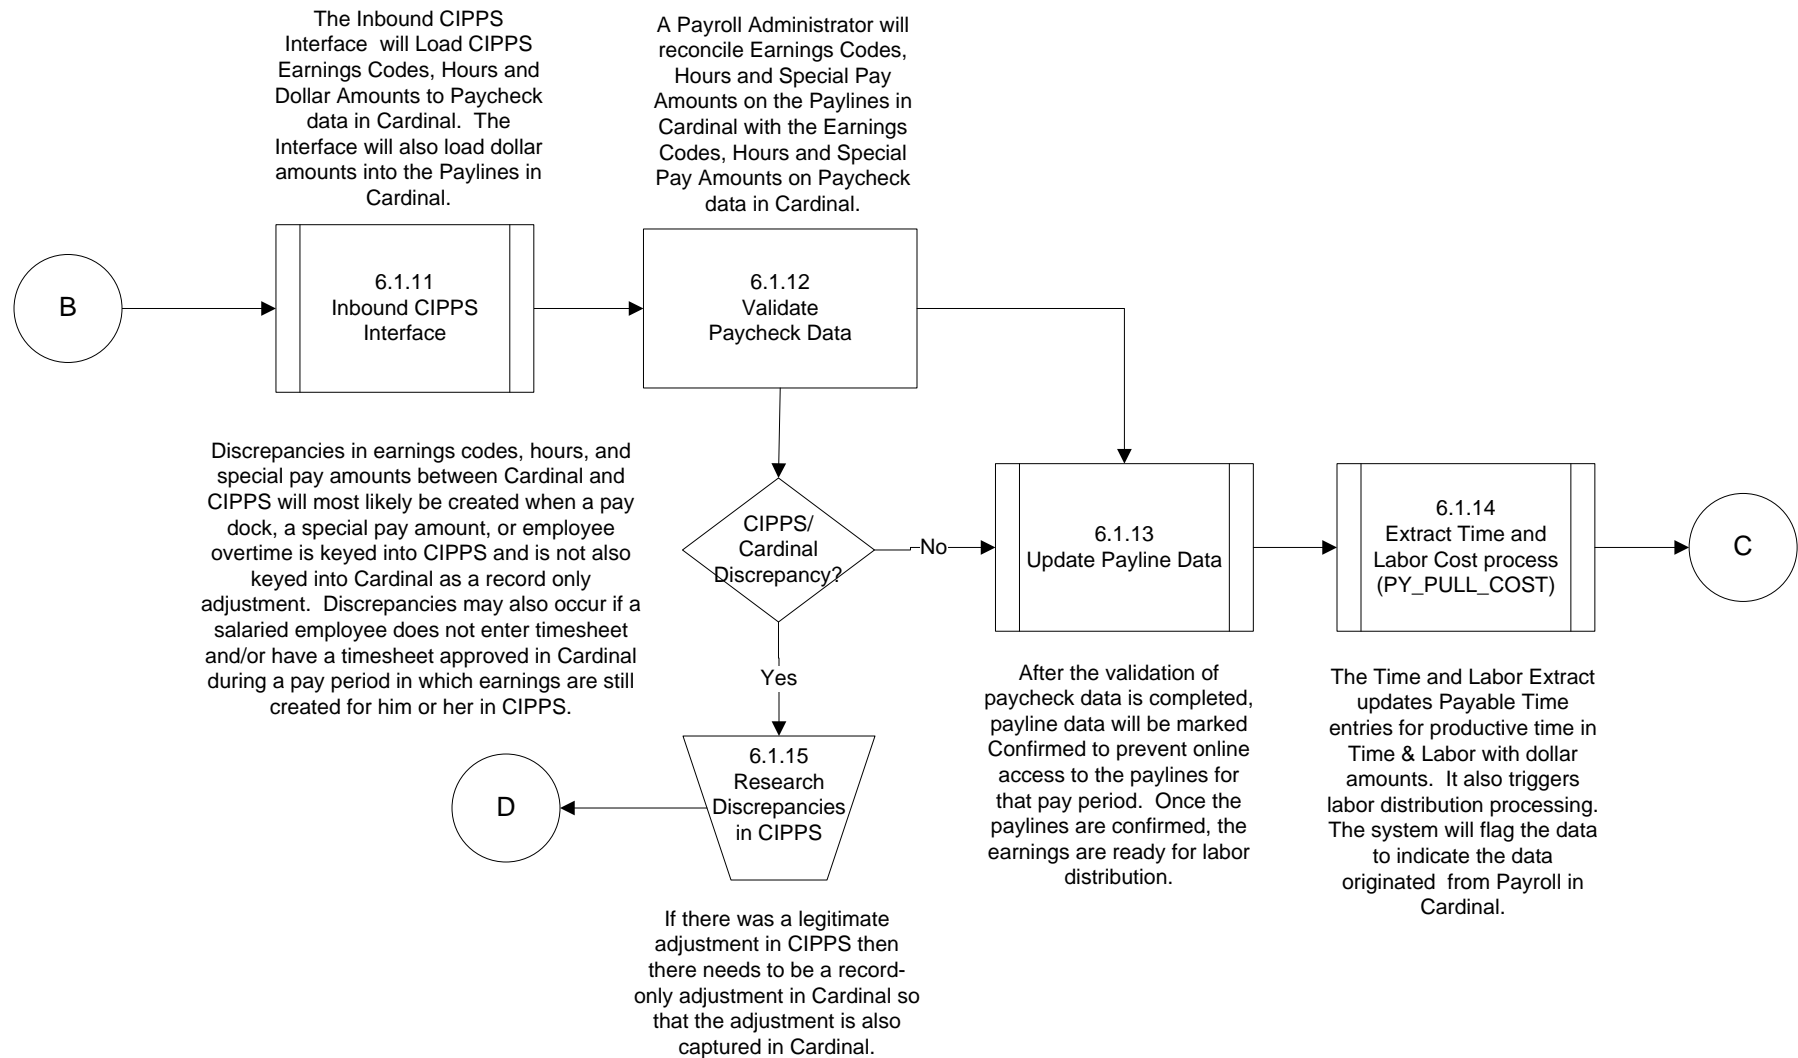 The Inbound CIPPS
Interface will Load CIPPS
Earnings Codes, Hours and
Dollar Amounts to Paycheck
data in Cardinal. The
Interface will also load dollar
amounts into the Paylines in
Cardinal.
A Payroll Administrator will
reconcile Earnings Codes,
Hours and Special Pay
Amounts on the Paylines in
Cardinal with the Earnings
Codes, Hours and Special
Pay Amounts on Paycheck
data in Cardinal.
B
6.1.11
Inbound CIPPS
Interface
6.1.12
Validate
Paycheck Data
Discrepancies in earnings codes, hours, and
special pay amounts between Cardinal and
CIPPS will most likely be created when a pay
dock, a special pay amount, or employee
overtime is keyed into CIPPS and is not also
keyed into Cardinal as a record only
adjustment. Discrepancies may also occur if a
salaried employee does not enter timesheet
and/or have a timesheet approved in Cardinal
during a pay period in which earnings are still
created for him or her in CIPPS.
CIPPS/
Cardinal
Discrepancy?
No
6.1.13
Update Payline Data
6.1.14
Extract Time and
Labor Cost process
(PY_PULL_COST)
C
Yes
After the validation of
paycheck data is completed,
payline data will be marked
Confirmed to prevent online
access to the paylines for
that pay period. Once the
paylines are confirmed, the
earnings are ready for labor
distribution.
The Time and Labor Extract
updates Payable Time
entries for productive time in
Time & Labor with dollar
amounts. It also triggers
labor distribution processing.
The system will flag the data
to indicate the data
originated from Payroll in
Cardinal.
D
6.1.15
Research
Discrepancies
in CIPPS
If there was a legitimate
adjustment in CIPPS then
there needs to be a record-
only adjustment in Cardinal so
that the adjustment is also
captured in Cardinal.